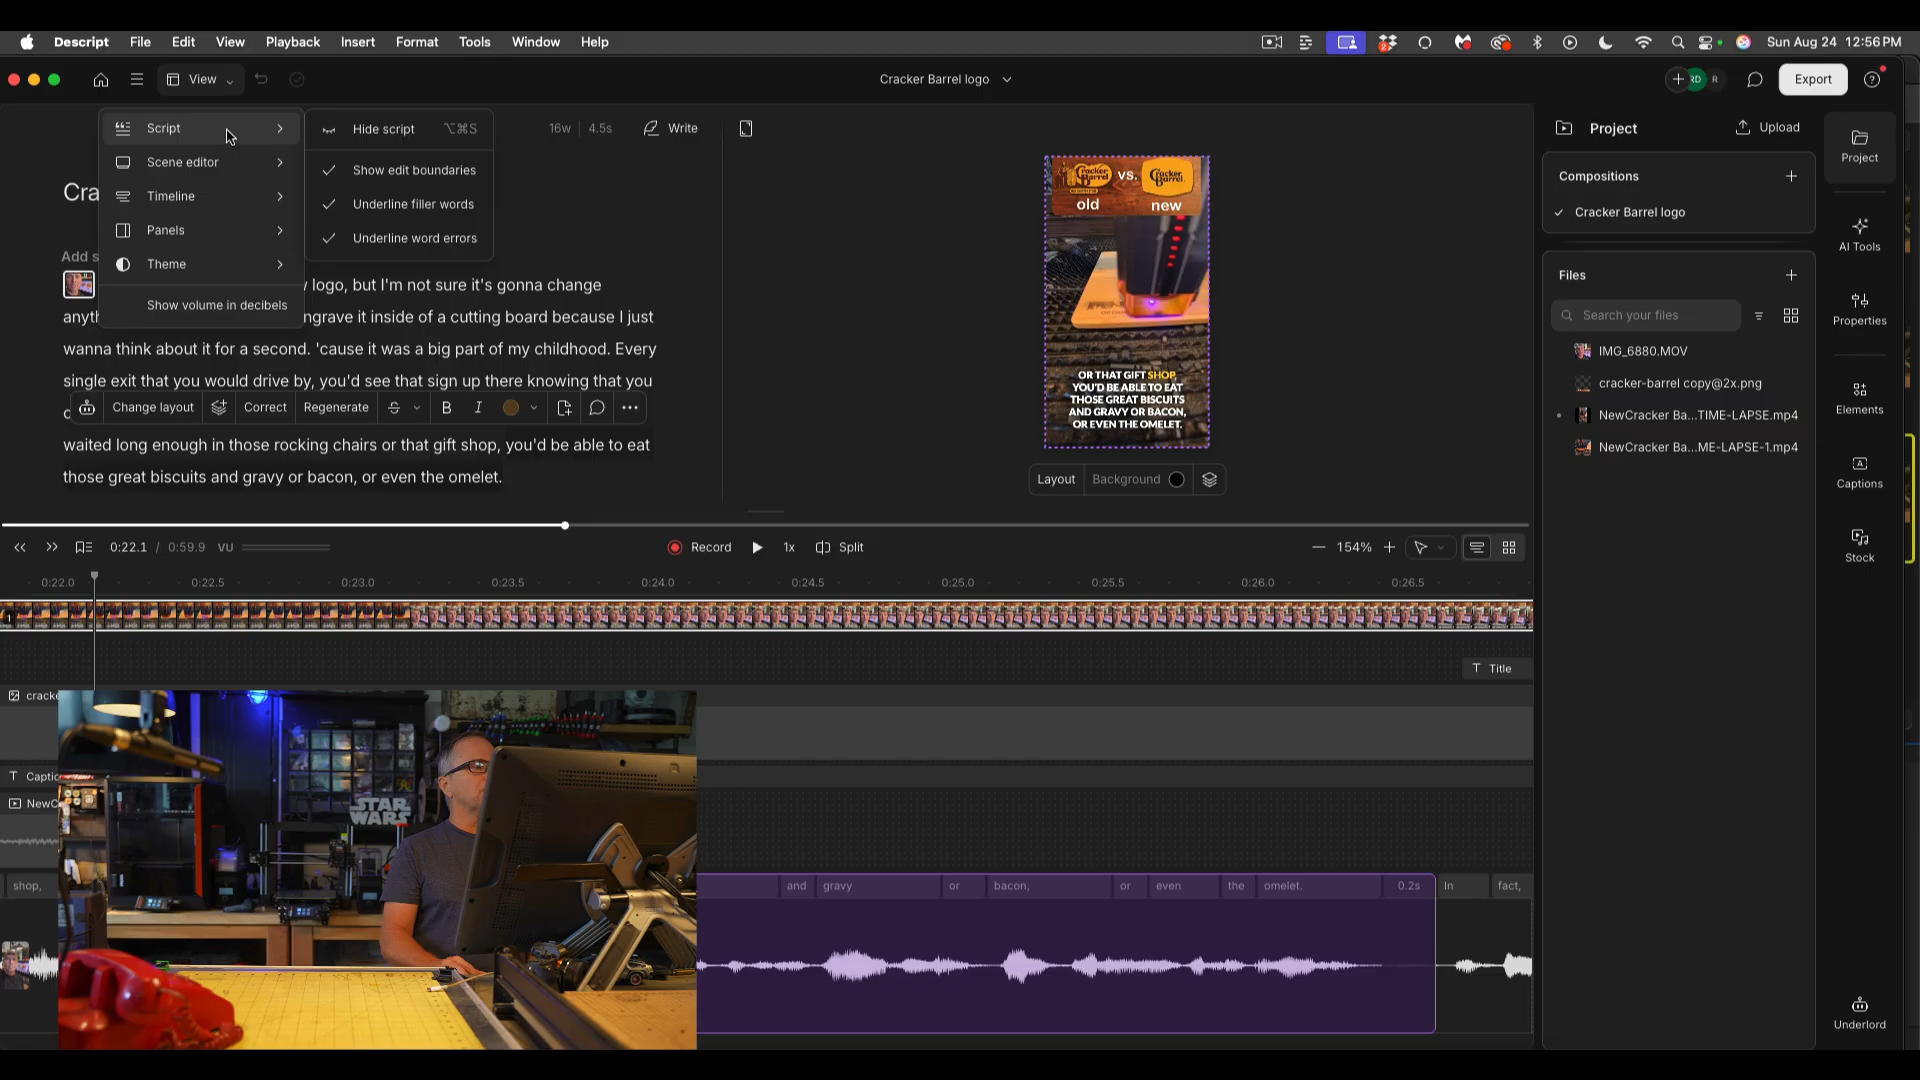 Descript File Edit View Playback Insert Format Tools Window Help Sun Aug 24 12:56 PM
View
Cracker Barrel logo
RD R
Export
Script
Scene editor
Timeline
Panels
Theme
Show volume in decibels
Hide script ⌥⌘S
Show edit boundaries
Underline filler words
Underline word errors
16w 4.5s Write
Cra
Add s
logo, but I'm not sure it's gonna change
anyth ngrave it inside of a cutting board because I just
wanna think about it for a second. 'cause it was a big part of my childhood. Every
single exit that you would drive by, you'd see that sign up there knowing that you
Change layout Correct Regenerate S B I
waited long enough in those rocking chairs or that gift shop, you'd be able to eat
those great biscuits and gravy or bacon, or even the omelet.
Cracker Barrel VS. Cracker Barrel
old new
OR THAT GIFT SHOP,
YOU'D BE ABLE TO EAT
THOSE GREAT BISCUITS
AND GRAVY OR BACON,
OR EVEN THE OMELET.
Layout Background
Project Upload
Compositions
Cracker Barrel logo
Files
Search your files
IMG_6880.MOV
cracker-barrel copy@2x.png
NewCracker Ba...TIME-LAPSE.mp4
NewCracker Ba...ME-LAPSE-1.mp4
Project
AI Tools
Properties
Elements
Captions
Stock
Underlord
0:22.1 / 0:59.9 VU
Record 1x Split
154%
0:22.0 0:22.5 0:23.0 0:23.5 0:24.0 0:24.5 0:25.0 0:25.5 0:26.0 0:26.5
1
T Title
cracke
T Captio
NewC
STAR
WARS
shop, and gravy or bacon, or even the omelet. 0.2s In fact,